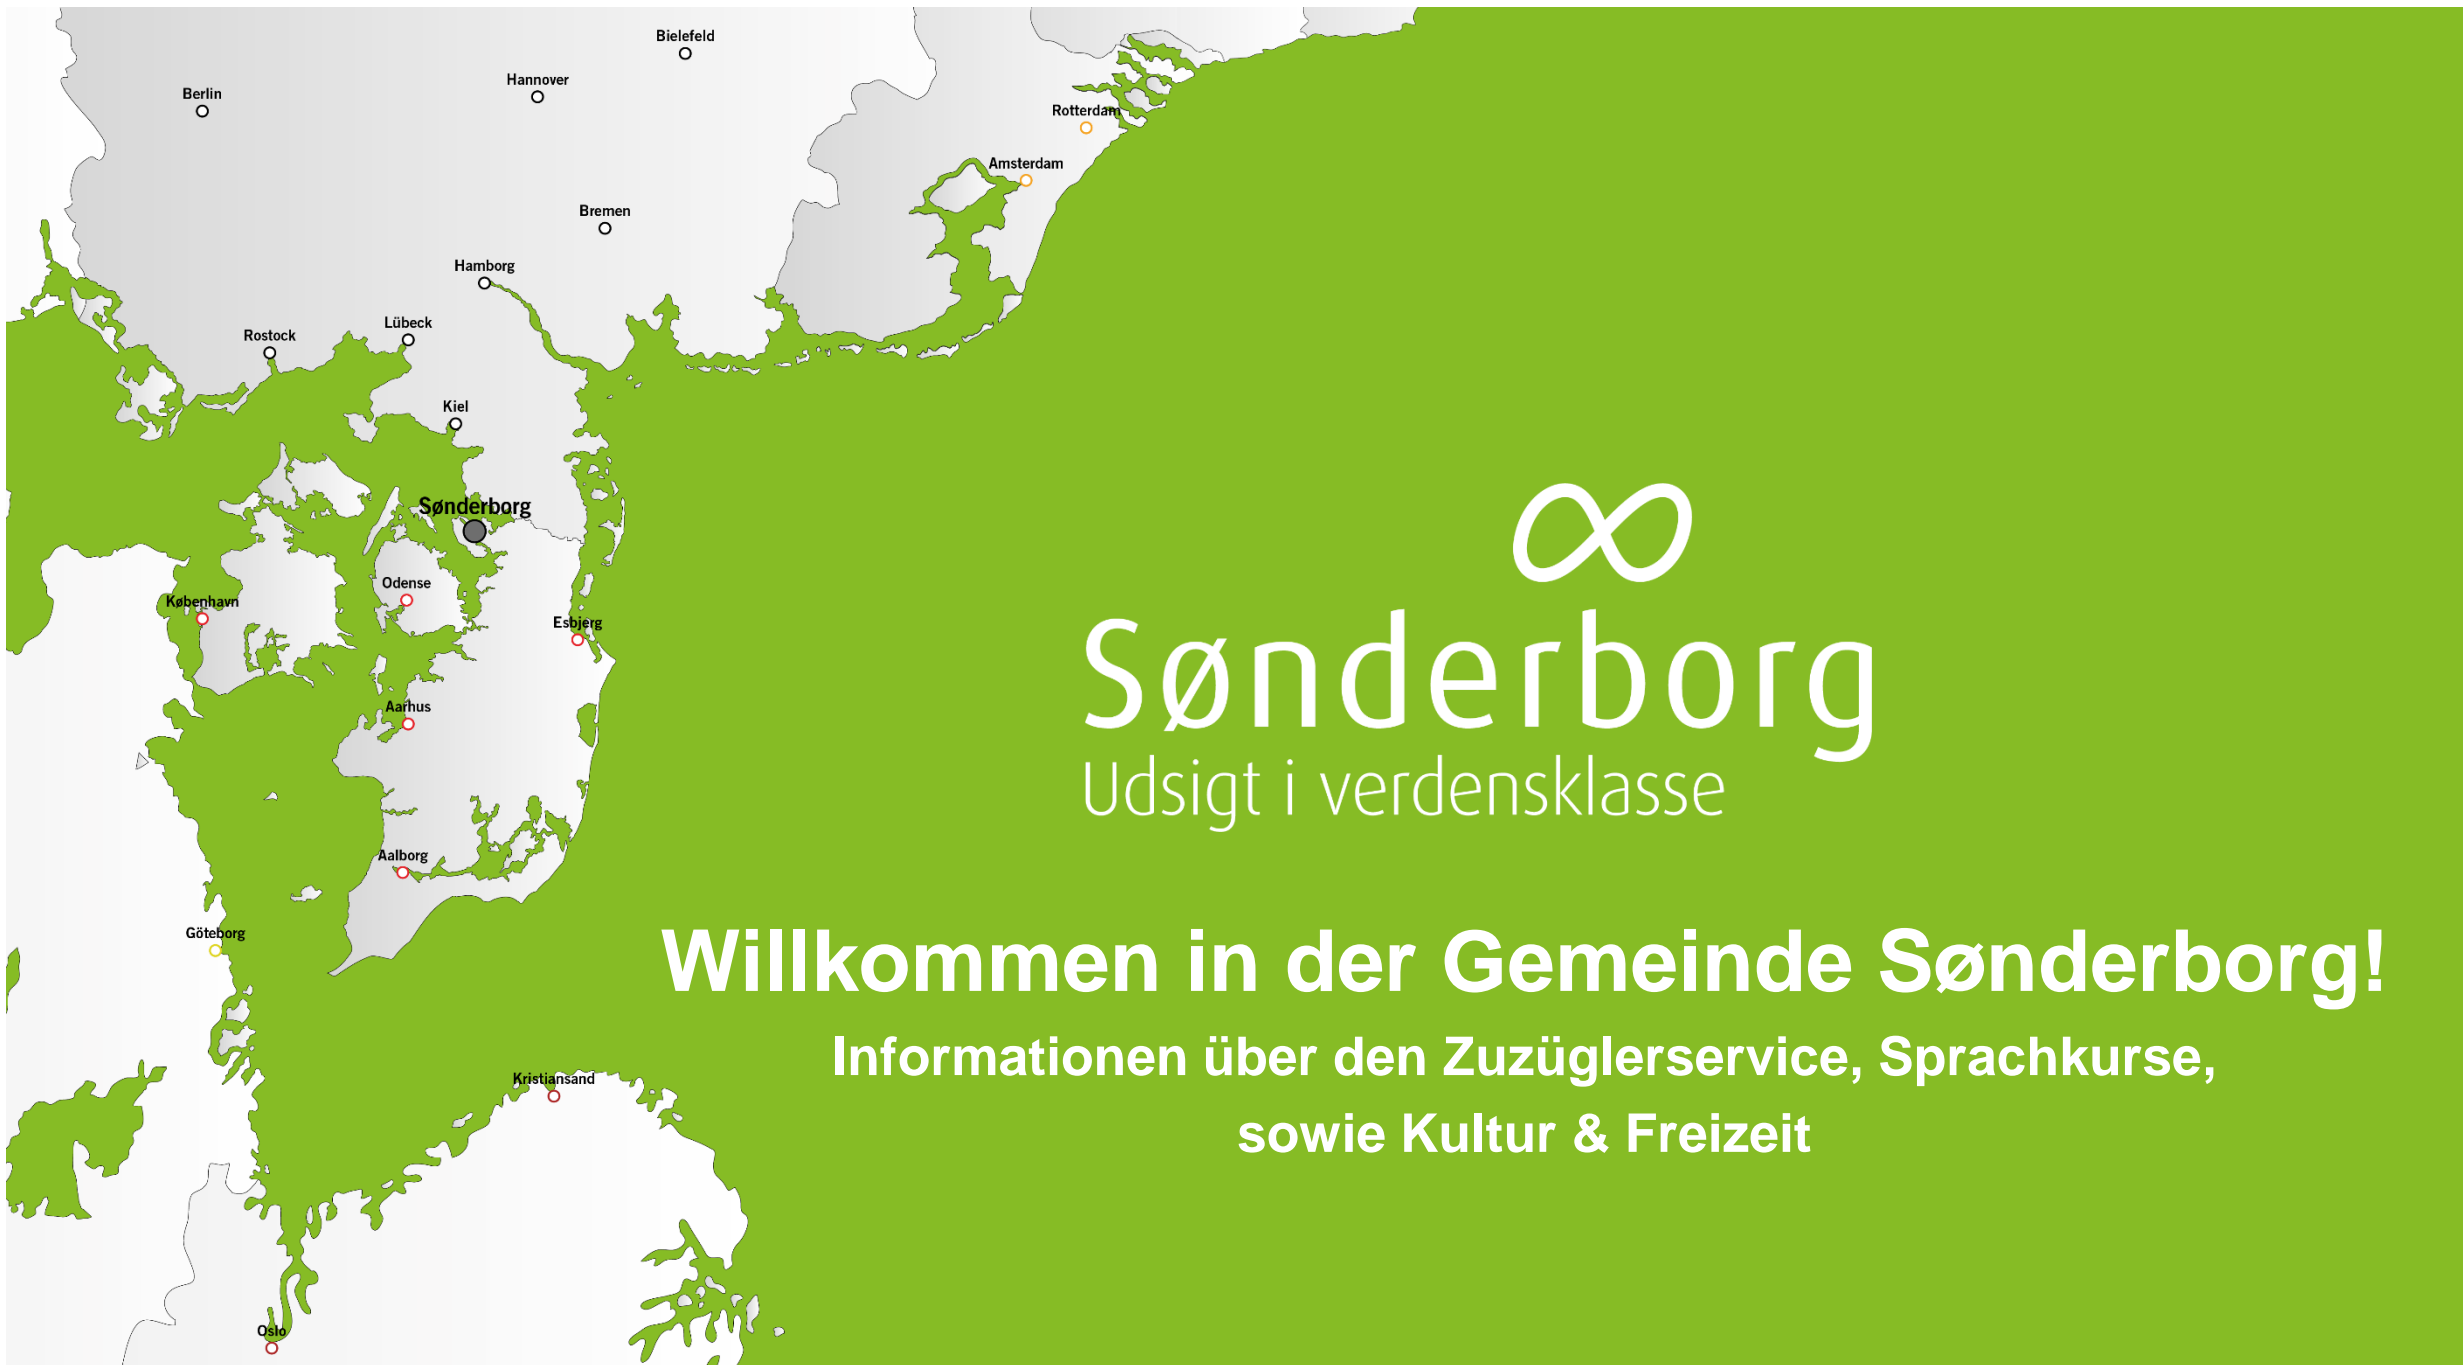 Bielefeld
Hannover
Berlin
Rotterdam
Amsterdam
Bremen
Hamborg
Lübeck
Rostock
Kiel
Sønderborg
Odense
København
Esbjerg
Aarhus
Aalborg
Göteborg
Kristiansand
Oslo
Sønderborg
Udsigt i verdensklasse
Willkommen in der Gemeinde Sønderborg!
Informationen über den Zuzüglerservice, Sprachkurse,
sowie Kultur & Freizeit